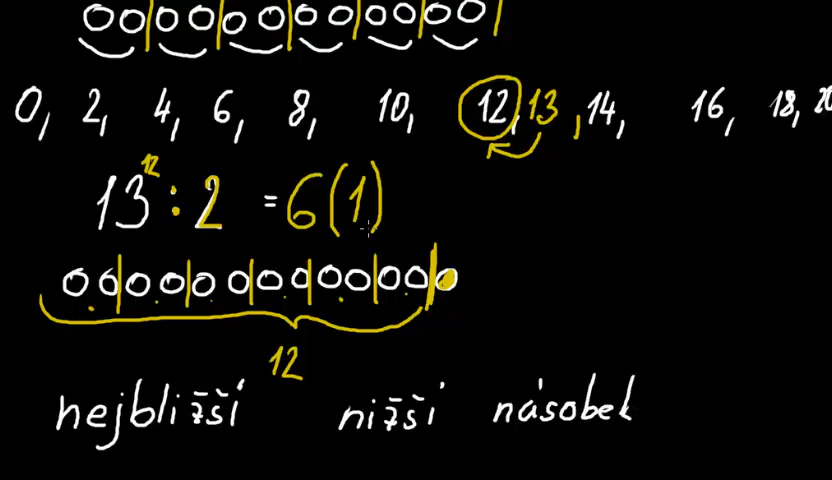 0, 2, 4, 6, 8, 10, 12, 13, 14, 16, 18, 20
12
13 : 2 = 6 (1)
12
nejbližší nižší násobek